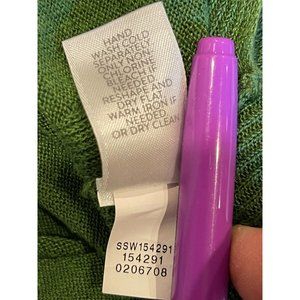 HAND
WASH COLD
SEPARATELY
ONLY NON
CHLORINE
BLEACH IF
NEEDED
RESHAPE AND
DRY FLAT
WARM IRON IF
NEEDED
OR DRY CLEAN
SSW154291
154291
0206708